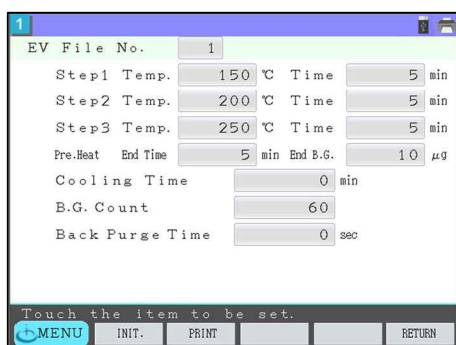 1
EV File No. 1
Step1 Temp. 150 ℃ Time 5 min
Step2 Temp. 200 ℃ Time 5 min
Step3 Temp. 250 ℃ Time 5 min
Pre.Heat End Time 5 min End B.G. 10 μg
Cooling Time 0 min
B.G. Count 60
Back Purge Time 0 sec
Touch the item to be set.
MENU INIT. PRINT RETURN